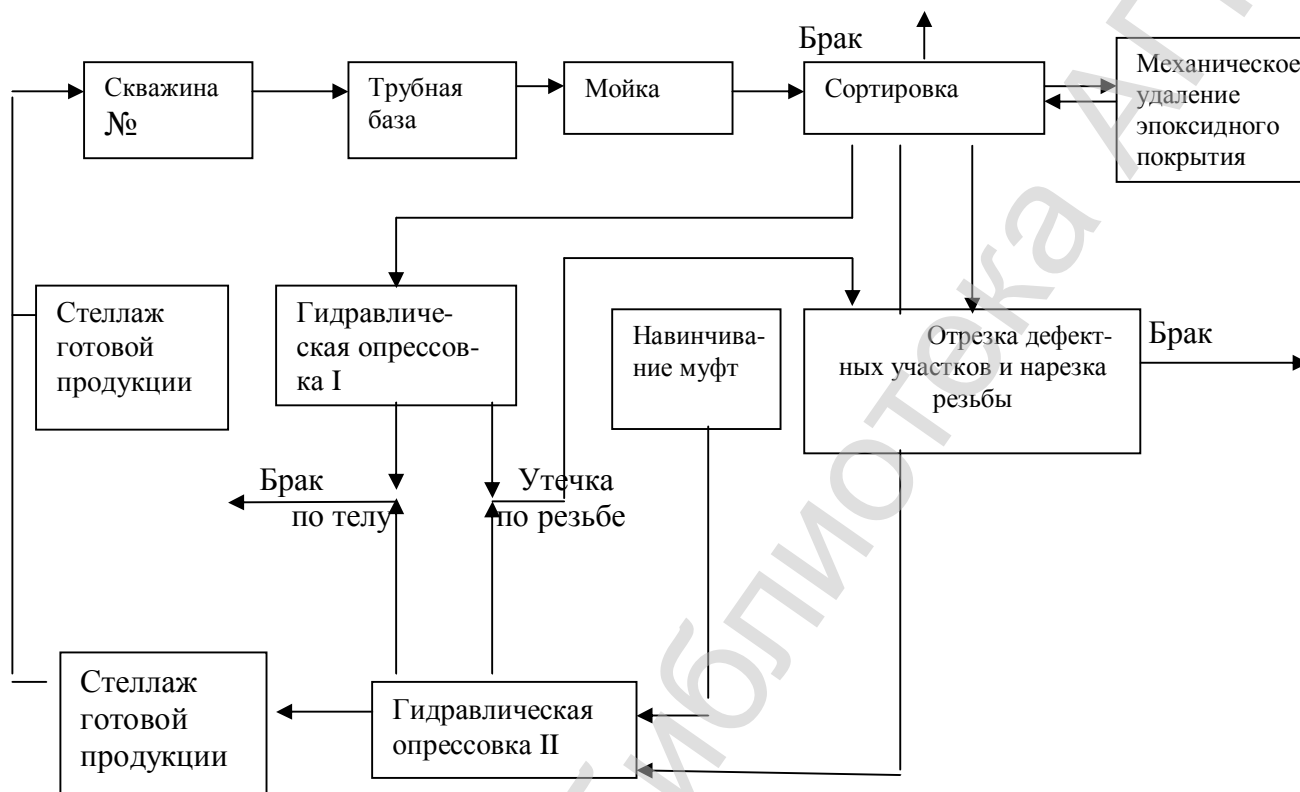 Брак
Скважина
№
Трубная
база
Мойка
Сортировка
Механическое
удаление
эпоксидного
покрытия
Стеллаж
готовой
продукции
Гидравличе-
ская опрессов-
ка I
Навинчива-
ние муфт
Отрезка дефект-
ных участков и нарезка
резьбы
Брак
Брак
по телу
Утечка
по резьбе
Стеллаж
готовой
продукции
Гидравлическая
опрессовка II
библиотека АГ